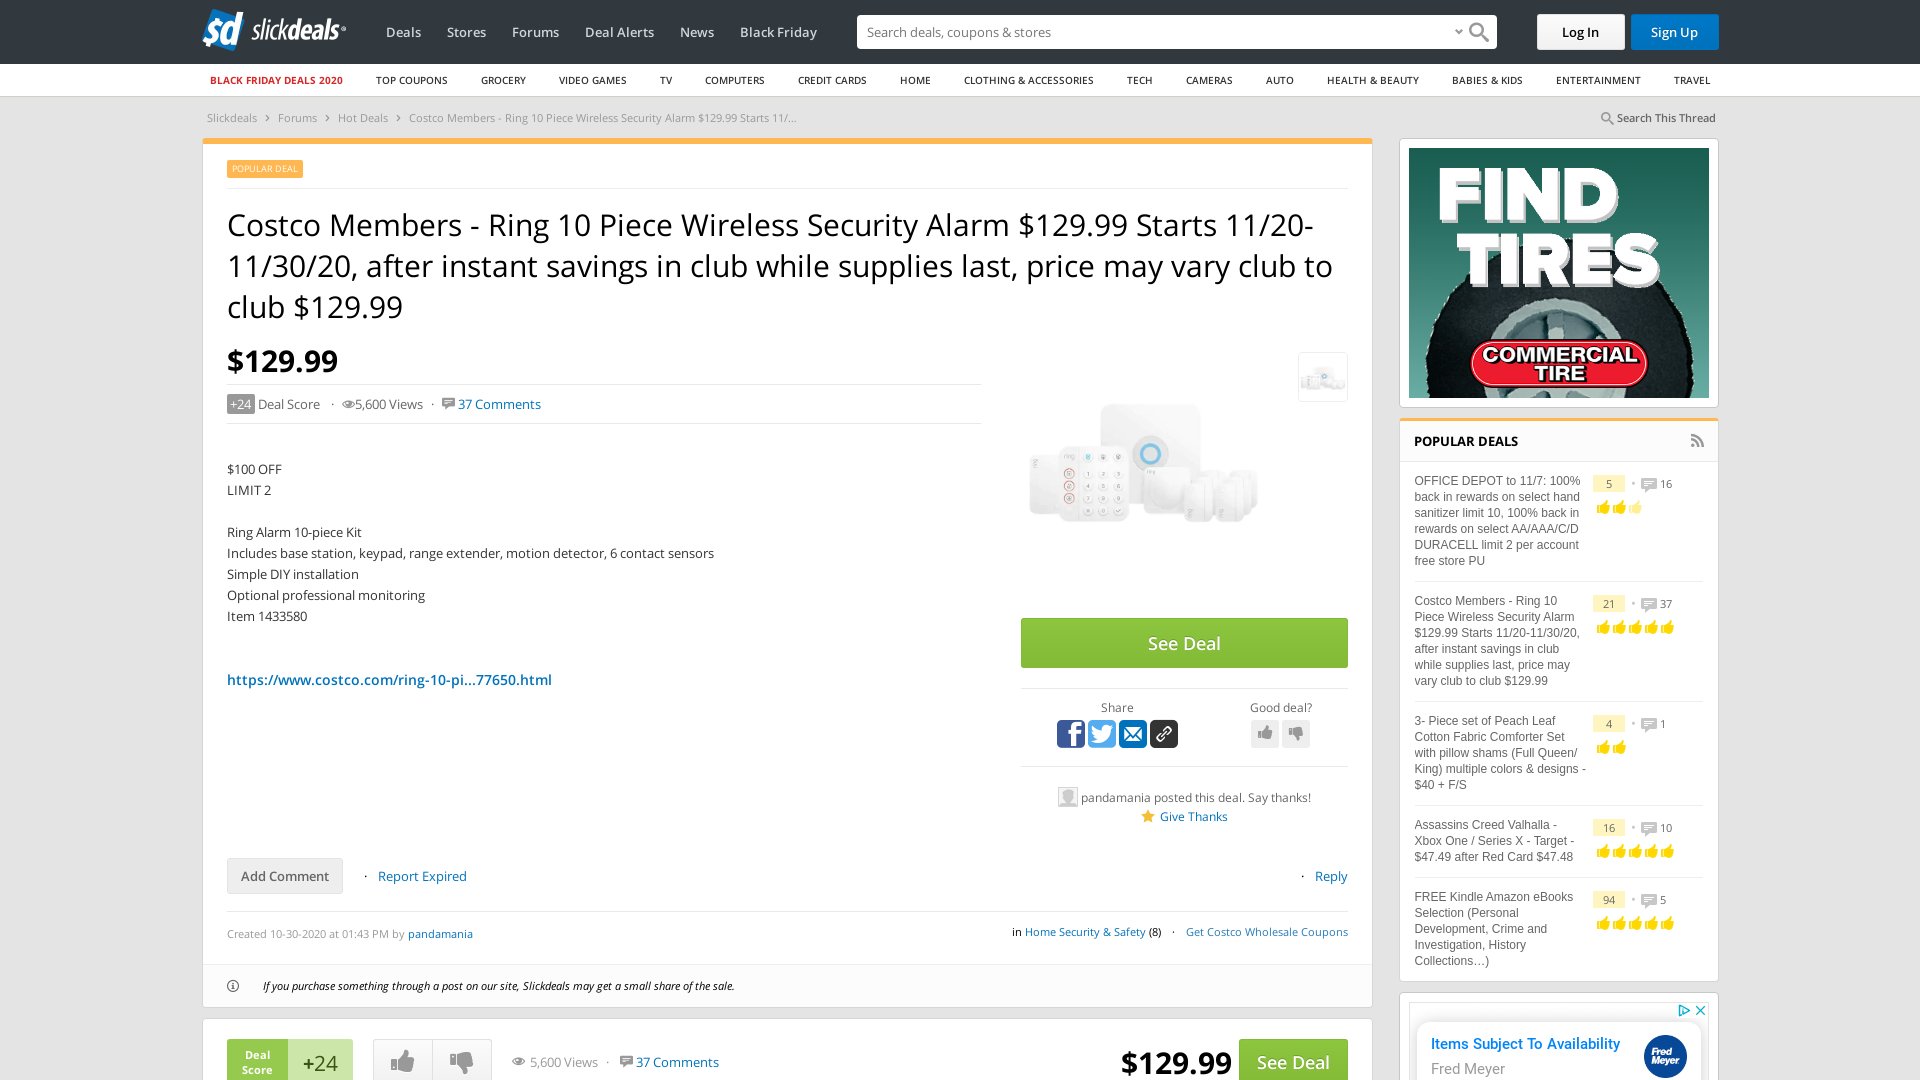 slickdeals
Deals
Stores
Forums
Deal Alerts
News
Black Friday
Search deals, coupons & scores
Log In
Sign Up
BLACK FRIDAY DEALS 2020
TOP COUPONS
GROCERY
VIDEO GAMES
TV
COMPUTERS
CREDIT CARDS
HOME
CLOTHING & ACCESSORIES
TECH
CAMERAS
AUTO
HEALTH & BEAUTY
BABIES & KIDS
ENTERTAINMENT
TRAVEL
Slickdeals › Forums › Hot Deals › Costco Members - Ring 10 Piece Wireless Security Alarm $129.99 Starts 11/...
Search This Thread
POPULAR DEAL
Costco Members - Ring 10 Piece Wireless Security Alarm $129.99 Starts 11/20-
11/30/20, after instant savings in club while supplies last, price may vary club to
club $129.99
$129.99
+24 Deal Score · 5,600 Views · 37 Comments
$100 OFF
LIMIT 2
Ring Alarm 10-piece Kit
Includes base station, keypad, range extender, motion detector, 6 contact sensors
Simple DIY installation
Optional professional monitoring
Item 1433580
https://www.costco.com/ring-10-pi...77650.html
See Deal
Share
Good deal?
pandamania posted this deal. Say thanks!
Give Thanks
Add Comment
· Report Expired
· Reply
Created 10-30-2020 at 01:43 PM by pandamania
in Home Security & Safety (8) · Get Costco Wholesale Coupons
If you purchase something through a post on our site, Slickdeals may get a small share of the sale.
Deal
Score
+24
5,600 Views · 37 Comments
$129.99
See Deal
FIND
TIRES
COMMERCIAL
TIRE
POPULAR DEALS
OFFICE DEPOT to 11/7: 100%
back in rewards on select hand
sanitizer limit 10, 100% back in
rewards on select AA/AAA/C/D
DURACELL limit 2 per account
free store PU
5 • 16
Costco Members - Ring 10
Piece Wireless Security Alarm
$129.99 Starts 11/20-11/30/20,
after instant savings in club
while supplies last, price may
vary club to club $129.99
21 • 37
3- Piece set of Peach Leaf
Cotton Fabric Comforter Set
with pillow shams (Full Queen/
King) multiple colors & designs -
$40 + F/S
4 • 1
Assassins Creed Valhalla -
Xbox One / Series X - Target -
$47.49 after Red Card $47.48
16 • 10
FREE Kindle Amazon eBooks
Selection (Personal
Development, Crime and
Investigation, History
Collections…)
94 • 5
Items Subject To Availability
Fred Meyer
Fred
Meyer